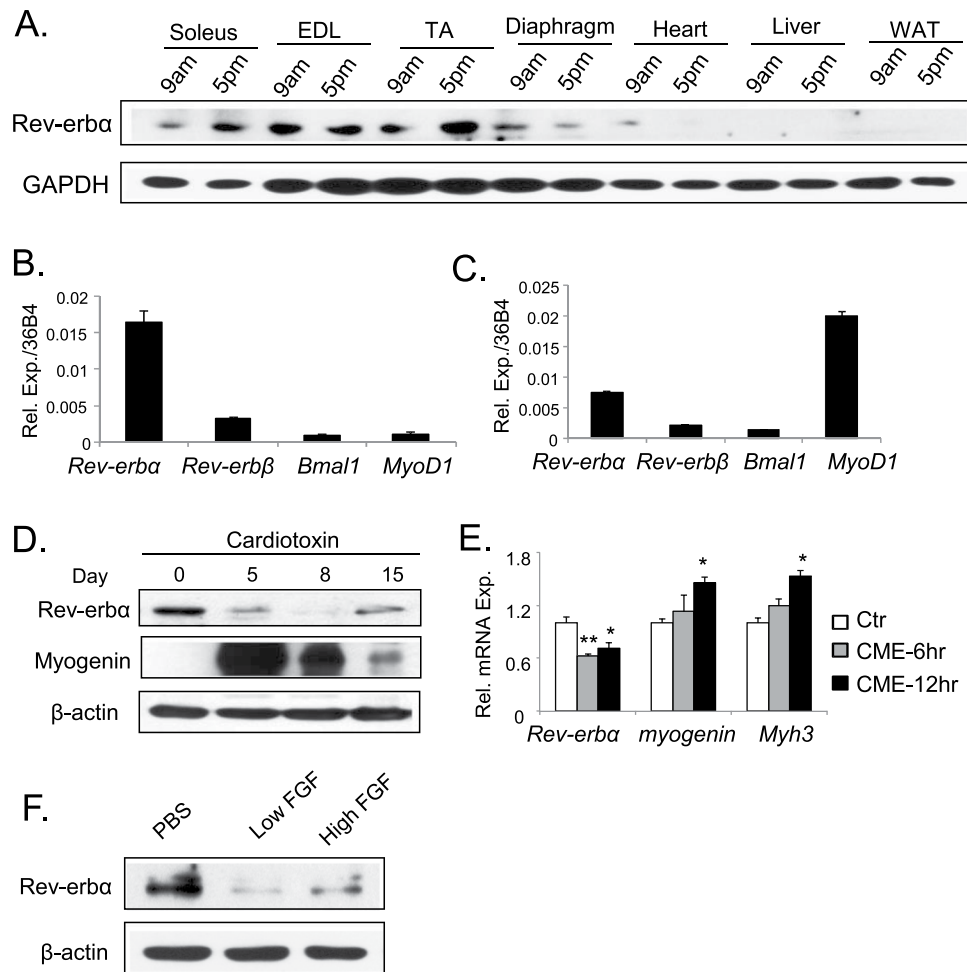 A.
Soleus EDL TA Diaphragm Heart Liver WAT
9am 5pm 9am 5pm 9am 5pm 9am 5pm 9am 5pm 9am 5pm 9am 5pm
Rev-erbα
GAPDH
B.
Rel. Exp./36B4
0.02
0.015
0.01
0.005
0
Rev-erbα Rev-erbβ Bmal1 MyoD1
C.
Rel. Exp./36B4
0.025
0.02
0.015
0.01
0.005
0
Rev-erbα Rev-erbβ Bmal1 MyoD1
D.
Cardiotoxin
Day 0 5 8 15
Rev-erbα
Myogenin
β-actin
E.
Rel. mRNA Exp.
1.8
1.2
0.6
0
** * * *
Rev-erbα myogenin Myh3
Ctr
CME-6hr
CME-12hr
F.
PBS Low FGF High FGF
Rev-erbα
β-actin